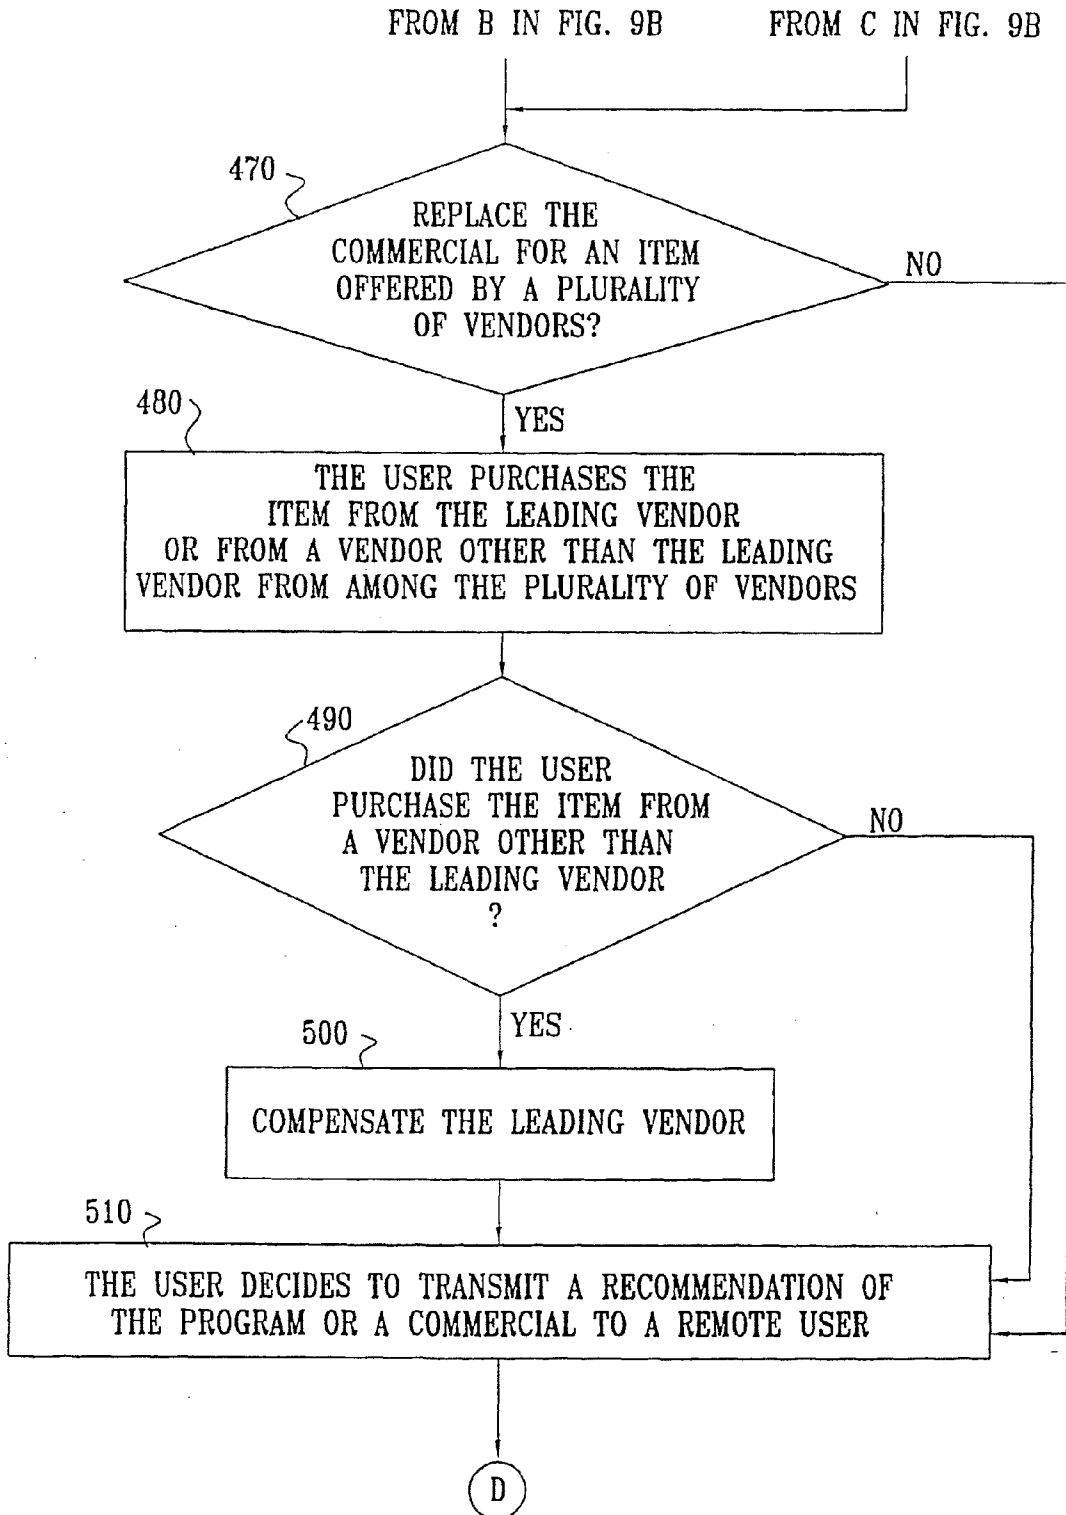 FROM B IN FIG. 9B
FROM C IN FIG. 9B
470
REPLACE THE
COMMERCIAL FOR AN ITEM
OFFERED BY A PLURALITY
OF VENDORS?
NO
YES
480
THE USER PURCHASES THE
ITEM FROM THE LEADING VENDOR
OR FROM A VENDOR OTHER THAN THE LEADING
VENDOR FROM AMONG THE PLURALITY OF VENDORS
490
DID THE USER
PURCHASE THE ITEM FROM
A VENDOR OTHER THAN
THE LEADING VENDOR
?
NO
YES
500
COMPENSATE THE LEADING VENDOR
510
THE USER DECIDES TO TRANSMIT A RECOMMENDATION OF
THE PROGRAM OR A COMMERCIAL TO A REMOTE USER
D